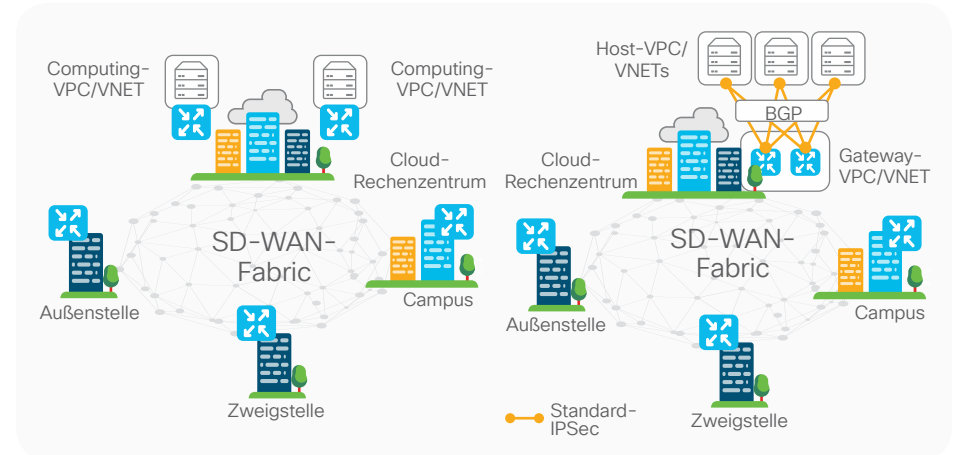 Computing-
VPC/VNET
Computing-
VPC/VNET
Cloud-
Rechenzentrum
SD-WAN-
Fabric
Außenstelle
Campus
Zweigstelle
Host-VPC/
VNETs
BGP
Cloud-
Rechenzentrum
Gateway-
VPC/VNET
SD-WAN-
Fabric
Außenstelle
Campus
Zweigstelle
Standard-
IPSec